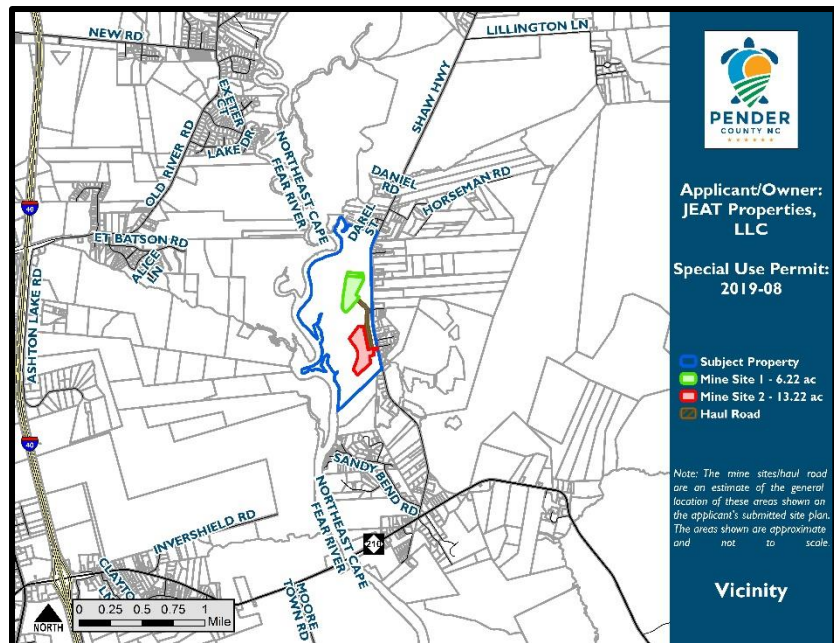 NEW RD
LILLINGTON LN
EXETER
CT
LAKE DR
OLD RIVER RD
NORTHEAST CAPE
FEAR RIVER
SHAW HWY
DANIEL
RD
HORSEMAN RD
DAREL
ST
40
ET BATSON RD
ALICE
LN
ASHTON LAKE RD
40
SANDY BEND RD
NORTHEAST CAPE
FEAR RIVER
INVERSHIELD RD
210
CLAYTON
LN
MOORE
TOWN RD
NORTH
0 0.25 0.5 0.75 1
Mile
PENDER
COUNTY NC
Applicant/Owner:
JEAT Properties,
LLC
Special Use Permit:
2019-08
Subject Property
Mine Site 1 - 6.22 ac
Mine Site 2 - 13.22 ac
Haul Road
Note: The mine sites/haul road
are an estimate of the general
location of these areas shown on
the applicant's submitted site plan.
The areas shown are approximate
and not to scale.
Vicinity